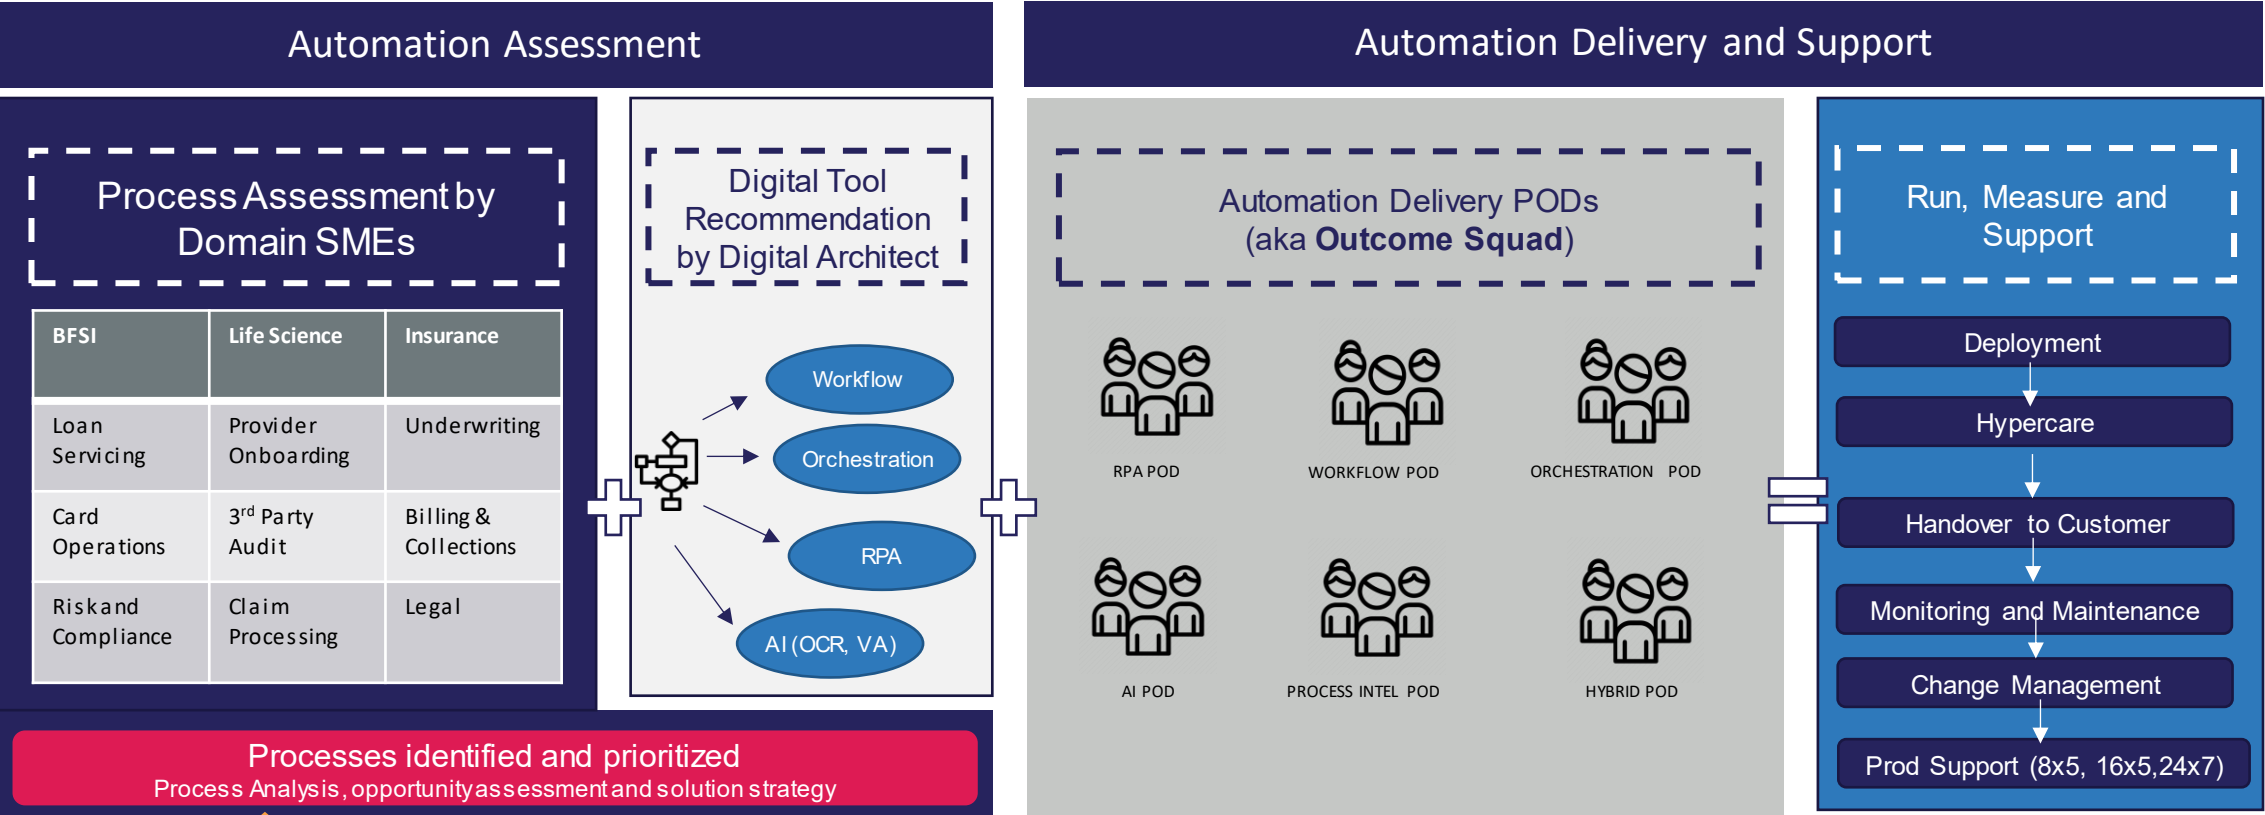 Automation Assessment
Automation Delivery and Support
Process Assessment by
Domain SMEs
BFSI
Life Science
Insurance
Loan
Servicing
Provider
Onboarding
Underwriting
Card
Operations
3rd Party
Audit
Billing &
Collections
Risk and
Compliance
Claim
Processing
Legal
Digital Tool
Recommendation
by Digital Architect
Workflow
Orchestration
RPA
AI (OCR, VA)
Processes identified and prioritized
Process Analysis, opportunity assessment and solution strategy
Automation Delivery PODs
(aka Outcome Squad)
RPA POD
WORKFLOW POD
ORCHESTRATION POD
AI POD
PROCESS INTEL POD
HYBRID POD
Run, Measure and
Support
Deployment
Hypercare
Handover to Customer
Monitoring and Maintenance
Change Management
Prod Support (8x5, 16x5,24x7)